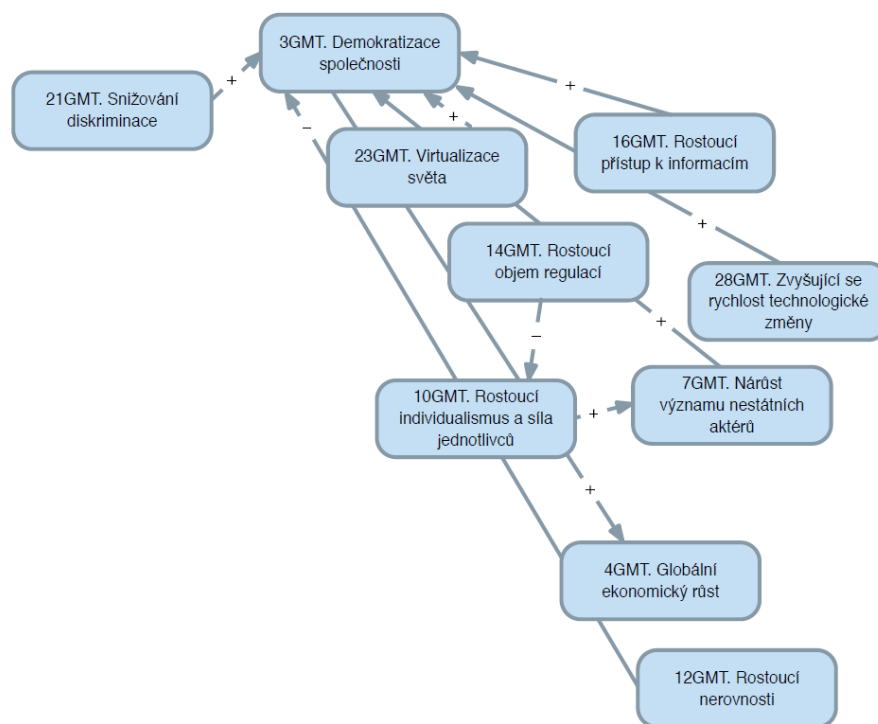 3GMT. Demokratizace
společnosti
+
+
21GMT. Snižování
diskriminace
−
+
16GMT. Rostoucí
přístup k informacím
23GMT. Virtualizace
světa
+
14GMT. Rostoucí
objem regulací
28GMT. Zvyšující se
rychlost technologické
změny
+
−
10GMT. Rostoucí
individualismus a síla
jednotlivců
+
7GMT. Nárůst
významu nestátních
aktérů
+
4GMT. Globální
ekonomický růst
12GMT. Rostoucí
nerovnosti